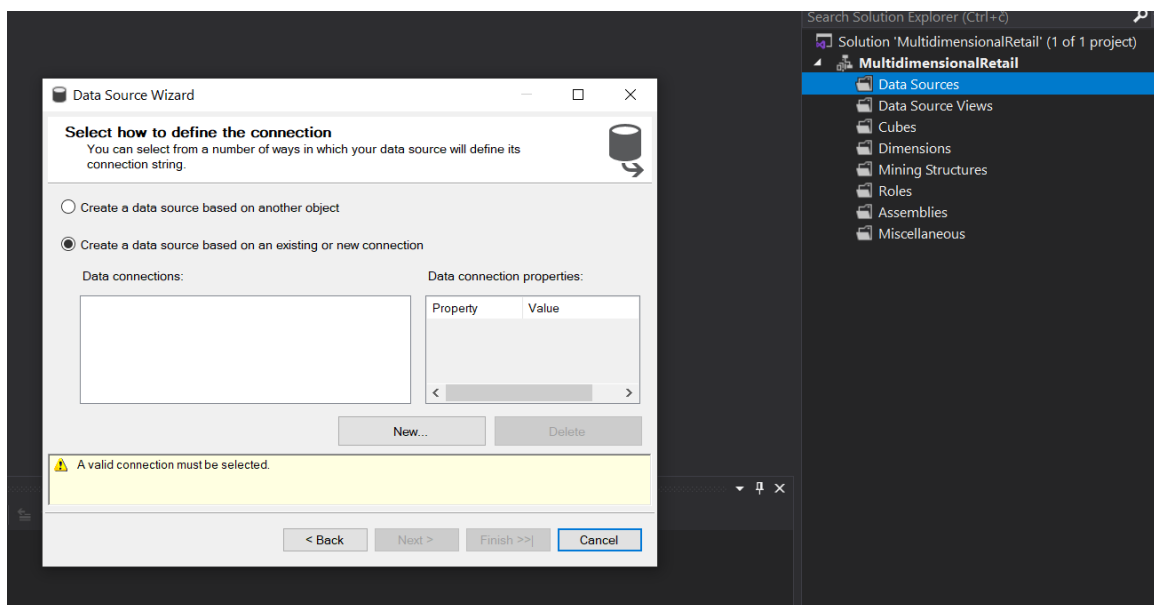 Search Solution Explorer (Ctrl+č)
Solution 'MultidimensionalRetail' (1 of 1 project)
MultidimensionalRetail
Data Sources
Data Source Views
Cubes
Dimensions
Mining Structures
Roles
Assemblies
Miscellaneous
Data Source Wizard
Select how to define the connection
You can select from a number of ways in which your data source will define its
connection string.
Create a data source based on another object
Create a data source based on an existing or new connection
Data connections:
Data connection properties:
Property Value
New... Delete
A valid connection must be selected.
< Back Next > Finish >>| Cancel